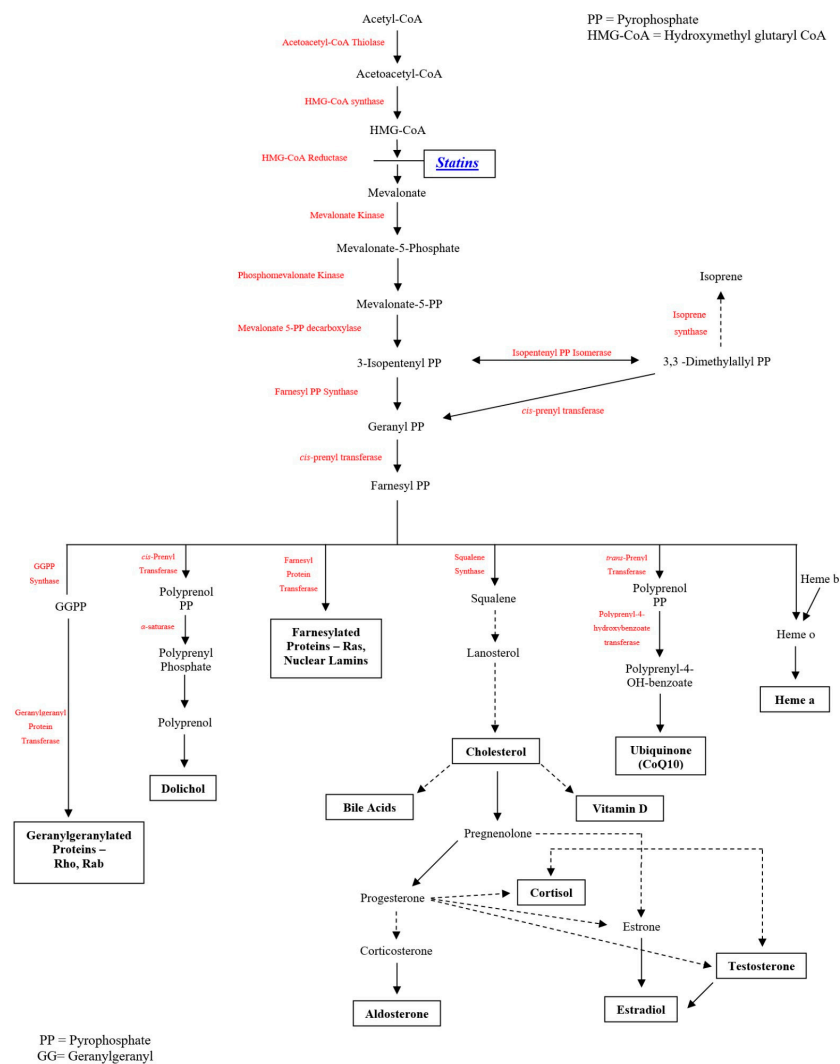 Acetyl-CoA
PP = Pyrophosphate
HMG-CoA = Hydroxymethyl glutaryl CoA
Acetoacetyl-CoA Thiolase
Acetoacetyl-CoA
HMG-CoA synthase
HMG-CoA
HMG-CoA Reductase
Statins
Mevalonate
Mevalonate Kinase
Mevalonate-5-Phosphate
Phosphomevalonate Kinase
Isoprene
Mevalonate-5-PP
Isoprene
synthase
Mevalonate 5-PP decarboxylase
Isopentenyl PP Isomerase
3-Isopentenyl PP
3,3 -Dimethylallyl PP
Farnesyl PP Synthase
cis-prenyl transferase
Geranyl PP
cis-prenyl transferase
Farnesyl PP
GGPP
Synthase
cis-Prenyl
Transferase
Farnesyl
Protein
Transferase
Squalene
Synthase
trans-Prenyl
Transferase
Heme b
GGPP
Polyprenol
PP
Squalene
Polyprenol
PP
α-saturase
Polyprenyl-4-
hydroxybenzoate
transferase
Farnesylated
Proteins – Ras,
Nuclear Lamins
Heme o
Polyprenyl
Phosphate
Lanosterol
Polyprenyl-4-
OH-benzoate
Heme a
Geranylgeranyl
Protein
Transferase
Polyprenol
Cholesterol
Ubiquinone
(CoQ10)
Dolichol
Bile Acids
Vitamin D
Geranylgeranylated
Proteins –
Rho, Rab
Pregnenolone
Progesterone
Cortisol
Estrone
Corticosterone
Testosterone
Aldosterone
Estradiol
PP = Pyrophosphate
GG= Geranylgeranyl